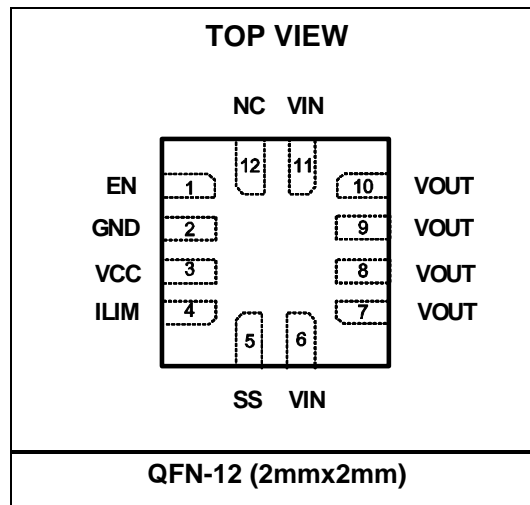 TOP VIEW
NC VIN
12 11
EN 1 10 VOUT
GND 2 9 VOUT
VCC 3 8 VOUT
ILIM 4 7 VOUT
5 6
SS VIN
QFN-12 (2mmx2mm)